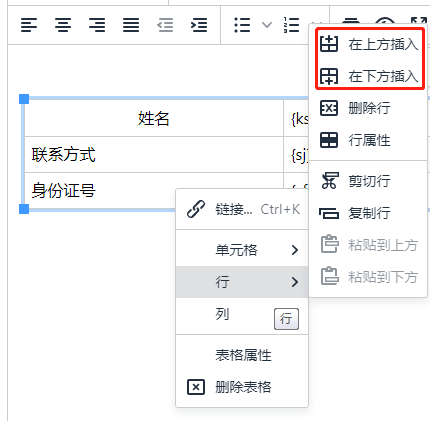 姓名
{ks
联系方式
{sj
身份证号
链接... Ctrl+K
单元格
行
列
行
表格属性
删除表格
在上方插入
在下方插入
删除行
行属性
剪切行
复制行
粘贴到上方
粘贴到下方